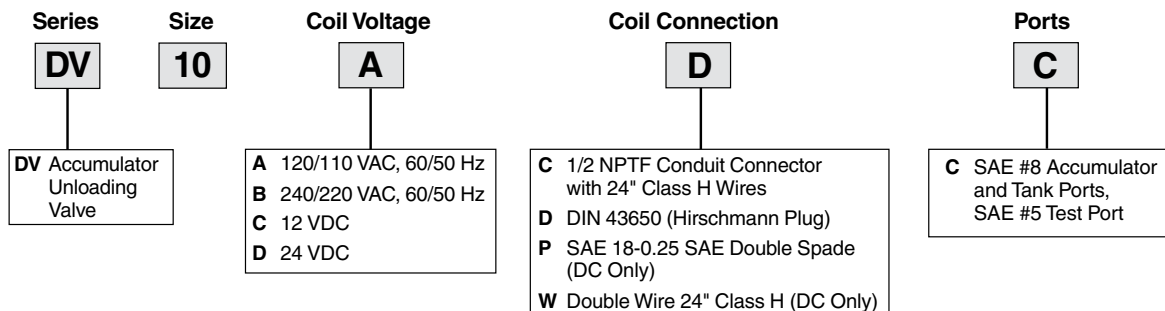 Series Size Coil Voltage Coil Connection Ports
DV 10 A D C
DV Accumulator
Unloading
Valve
A 120/110 VAC, 60/50 Hz
B 240/220 VAC, 60/50 Hz
C 12 VDC
D 24 VDC
C 1/2 NPTF Conduit Connector
with 24" Class H Wires
D DIN 43650 (Hirschmann Plug)
P SAE 18-0.25 SAE Double Spade
(DC Only)
W Double Wire 24" Class H (DC Only)
C SAE #8 Accumulator
and Tank Ports,
SAE #5 Test Port